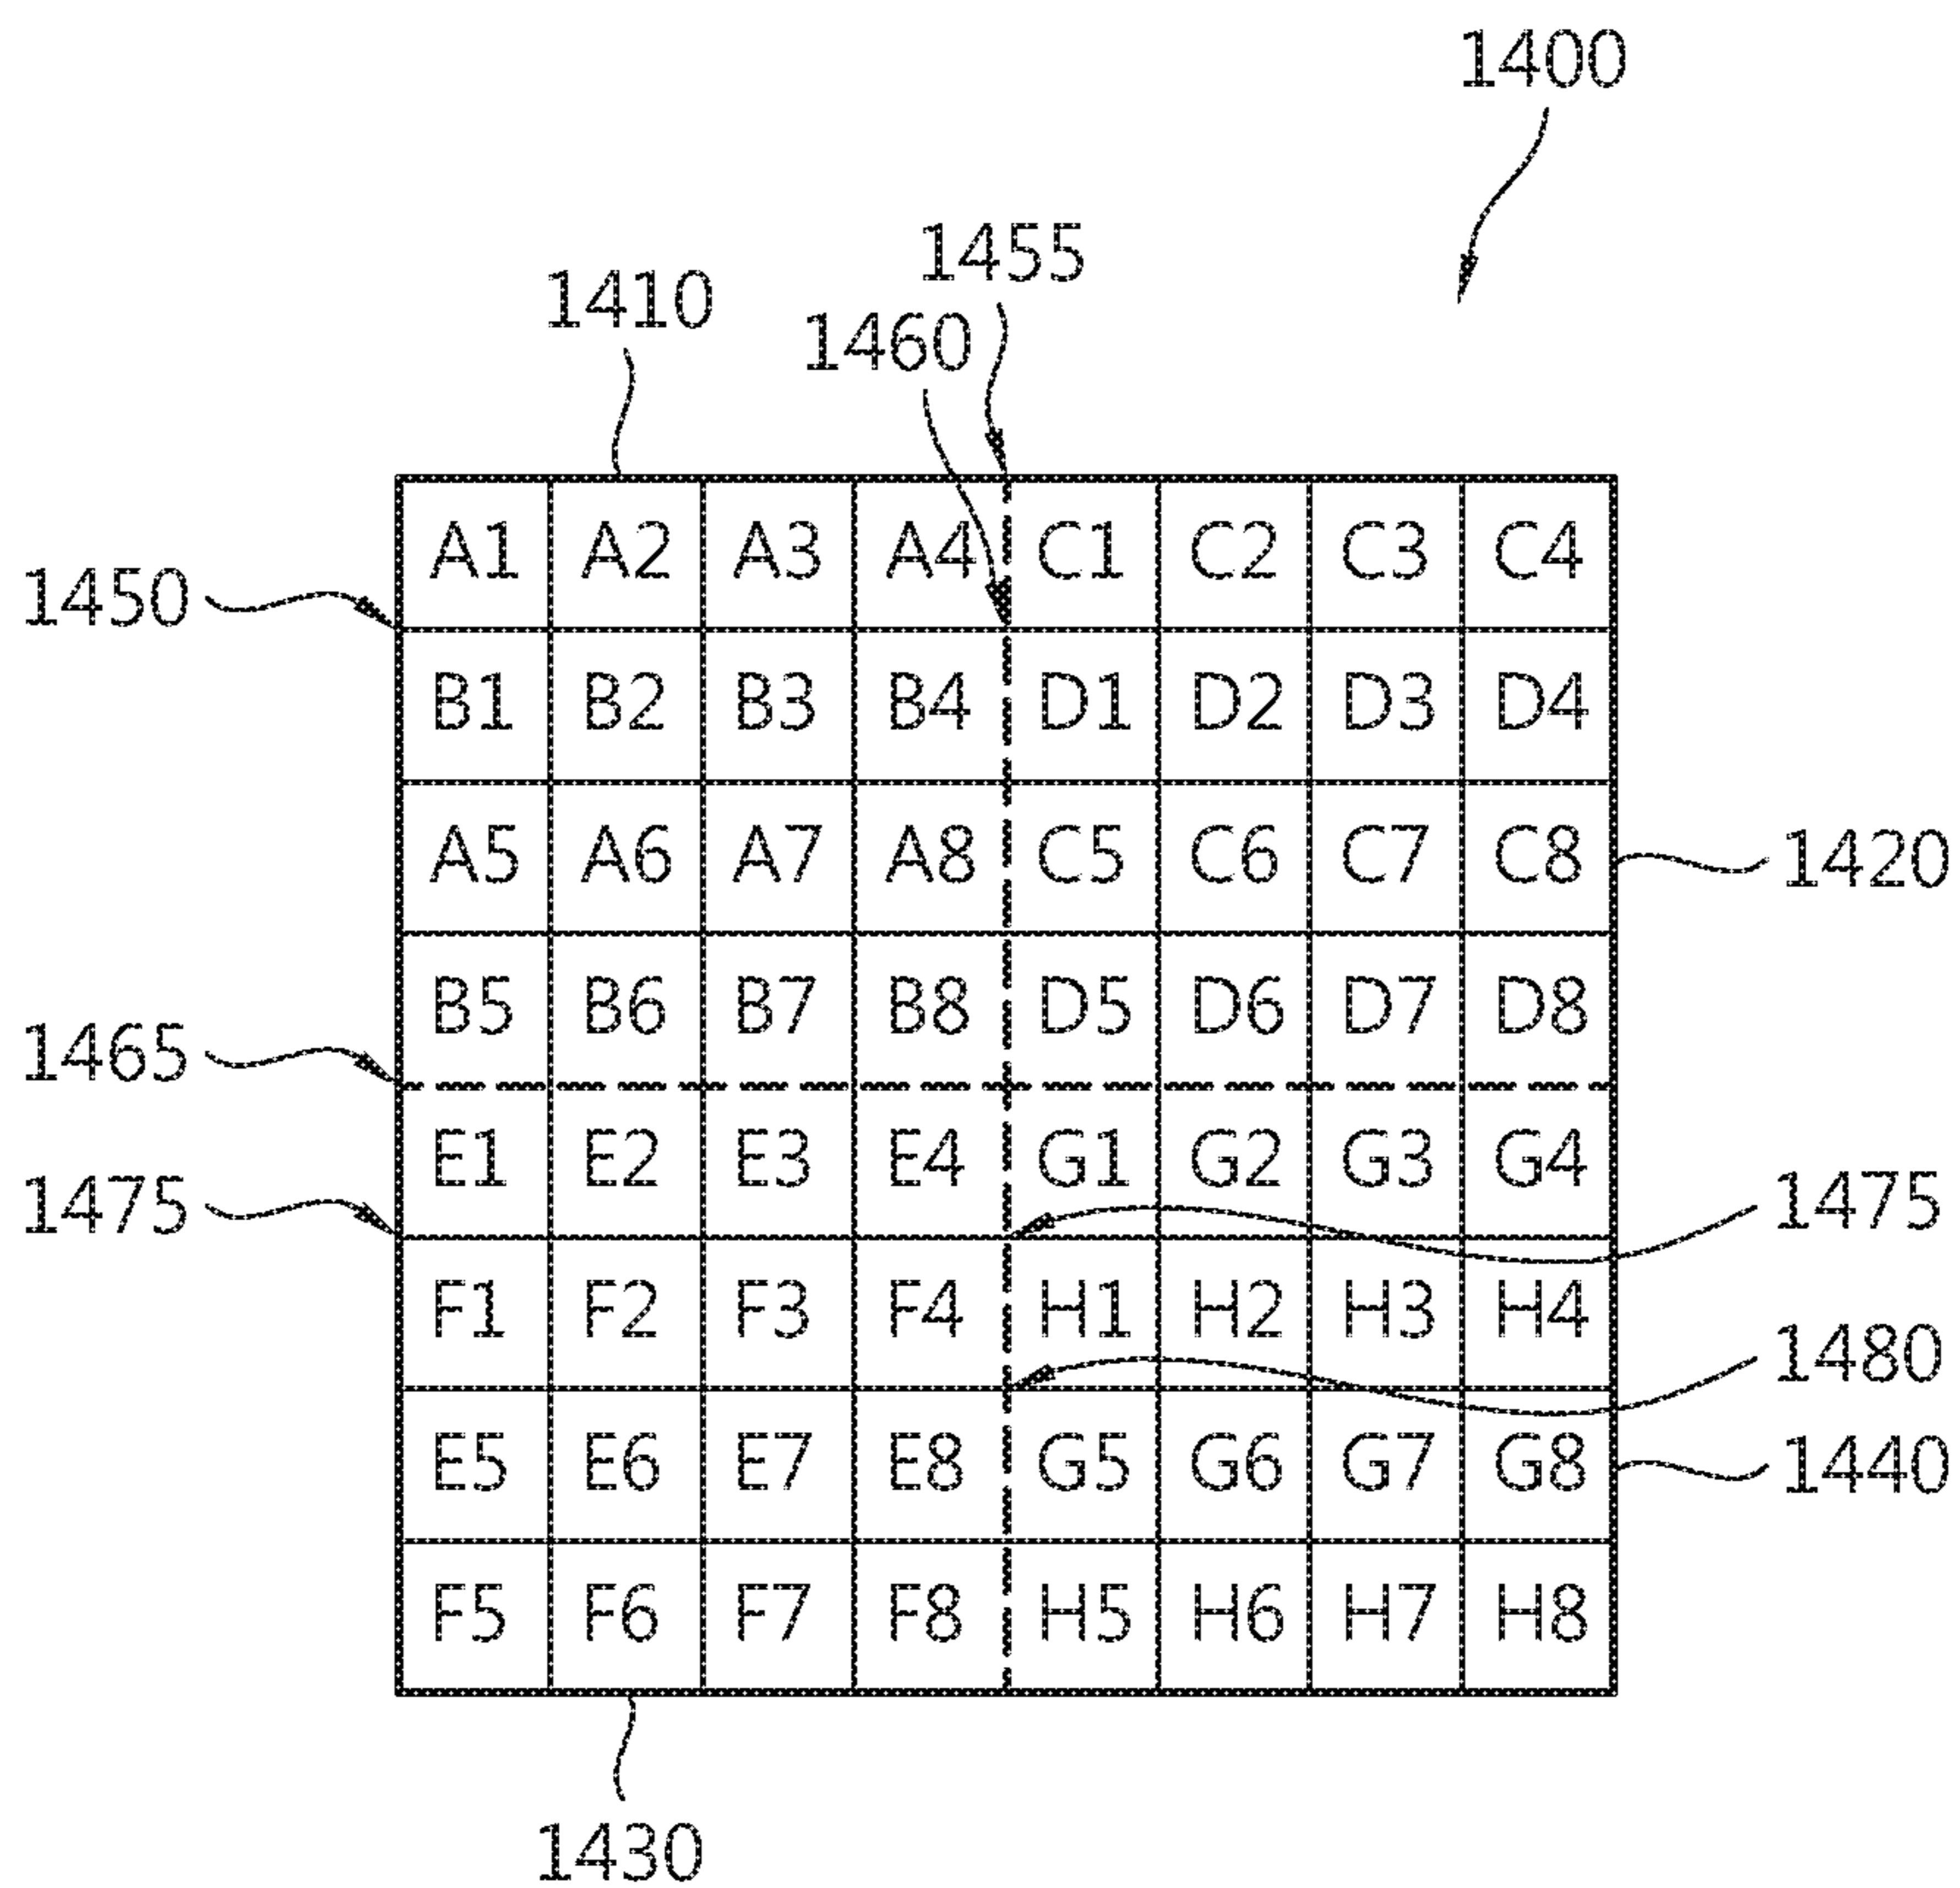 1400
1455
1410
1460
A1 A2 A3 A4 C1 C2 C3 C4
1450
B1 B2 B3 B4 D1 D2 D3 D4
A5 A6 A7 A8 C5 C6 C7 C8 1420
B5 B6 B7 B8 D5 D6 D7 D8
1465
E1 E2 E3 E4 G1 G2 G3 G4
1475 1475
F1 F2 F3 F4 H1 H2 H3 H4
1480
E5 E6 E7 E8 G5 G6 G7 G8 1440
F5 F6 F7 F8 H5 H6 H7 H8
1430